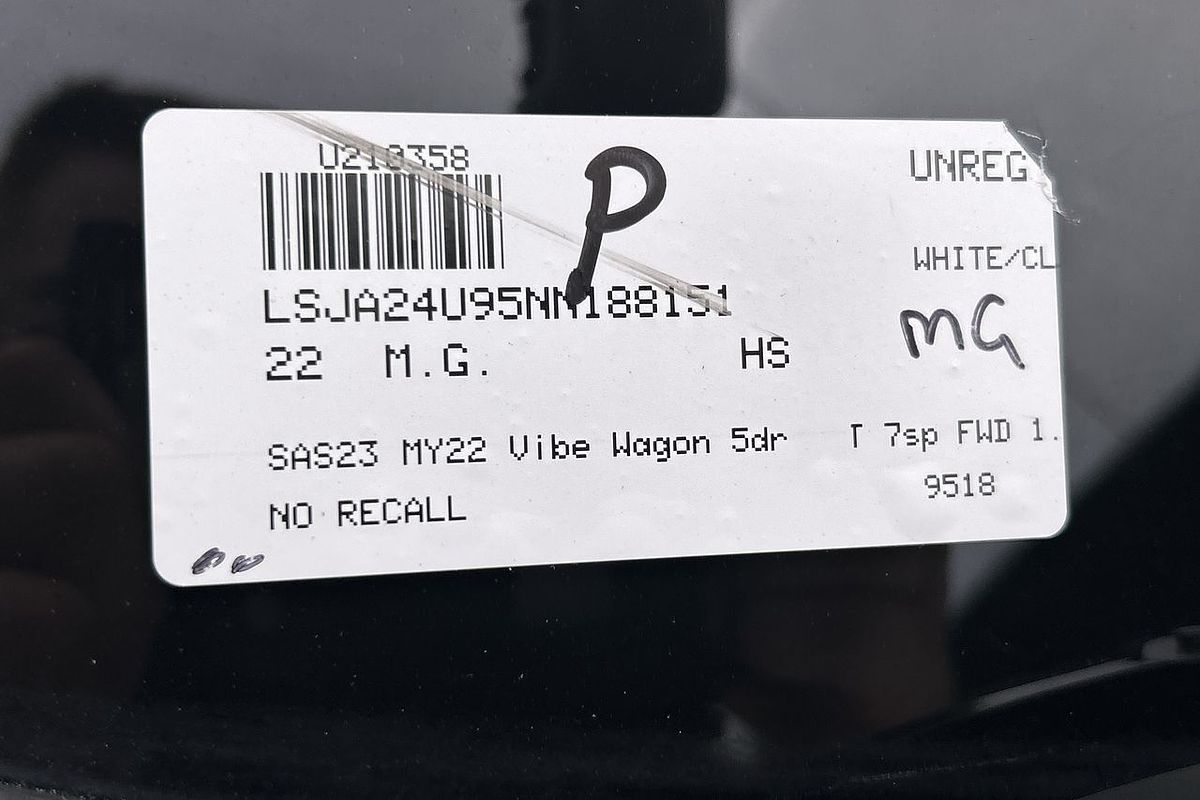 U210358
P
UNREG
WHITE/CL
LSJA24U95NN188151
MG
22 M.G. HS
SAS23 MY22 Vibe Wagon 5dr T 7sp FWD 1.
9518
NO RECALL